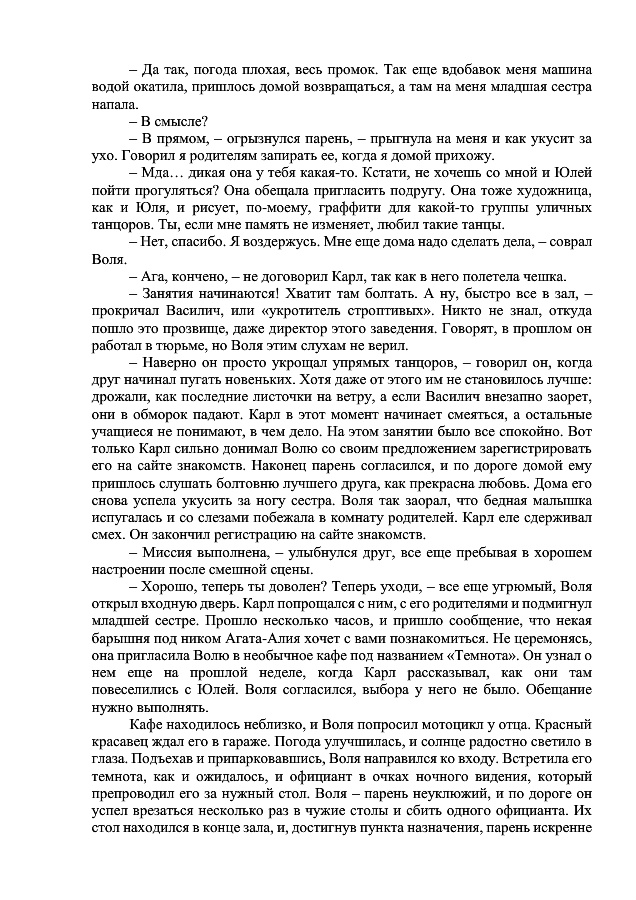 – Да так, погода плохая, весь промок. Так еще вдобавок меня машина
водой окатила, пришлось домой возвращаться, а там на меня младшая сестра
напала.
– В смысле?
– В прямом, – огрызнулся парень, – прыгнула на меня и как укусит за
ухо. Говорил я родителям запирать ее, когда я домой прихожу.
– Мда… дикая она у тебя какая-то. Кстати, не хочешь со мной и Юлей
пойти прогуляться? Она обещала пригласить подругу. Она тоже художница,
как и Юля, и рисует, по-моему, граффити для какой-то группы уличных
танцоров. Ты, если мне память не изменяет, любил такие танцы.
– Нет, спасибо. Я воздержусь. Мне еще дома надо сделать дела, – соврал
Воля.
– Ага, кончено, – не договорил Карл, так как в него полетела чешка.
– Занятия начинаются! Хватит там болтать. А ну, быстро все в зал, –
прокричал Василич, или «укротитель строптивых». Никто не знал, откуда
пошло это прозвище, даже директор этого заведения. Говорят, в прошлом он
работал в тюрьме, но Воля этим слухам не верил.
– Наверно он просто укрощал упрямых танцоров, – говорил он, когда
друг начинал пугать новеньких. Хотя даже от этого им не становилось лучше:
дрожали, как последние листочки на ветру, а если Василич внезапно заорет,
они в обморок падают. Карл в этот момент начинает смеяться, а остальные
учащиеся не понимают, в чем дело. На этом занятии было все спокойно. Вот
только Карл сильно донимал Волю со своим предложением зарегистрировать
его на сайте знакомств. Наконец парень согласился, и по дороге домой ему
пришлось слушать болтовню лучшего друга, как прекрасна любовь. Дома его
снова успела укусить за ногу сестра. Воля так заорал, что бедная малышка
испугалась и со слезами побежала в комнату родителей. Карл еле сдерживал
смех. Он закончил регистрацию на сайте знакомств.
– Миссия выполнена, – улыбнулся друг, все еще пребывая в хорошем
настроении после смешной сцены.
– Хорошо, теперь ты доволен? Теперь уходи, – все еще угрюмый, Воля
открыл входную дверь. Карл попрощался с ним, с его родителями и подмигнул
младшей сестре. Прошло несколько часов, и пришло сообщение, что некая
барышня под ником Агата-Алия хочет с вами познакомиться. Не церемонясь,
она пригласила Волю в необычное кафе под названием «Темнота». Он узнал о
нем еще на прошлой неделе, когда Карл рассказывал, как они там
повеселились с Юлей. Воля согласился, выбора у него не было. Обещание
нужно выполнять.
Кафе находилось неблизко, и Воля попросил мотоцикл у отца. Красный
красавец ждал его в гараже. Погода улучшилась, и солнце радостно светило в
глаза. Подъехав и припарковавшись, Воля направился ко входу. Встретила его
темнота, как и ожидалось, и официант в очках ночного видения, который
препроводил его за нужный стол. Воля – парень неуклюжий, и по дороге он
успел врезаться несколько раз в чужие столы и сбить одного официанта. Их
стол находился в конце зала, и, достигнув пункта назначения, парень искренне